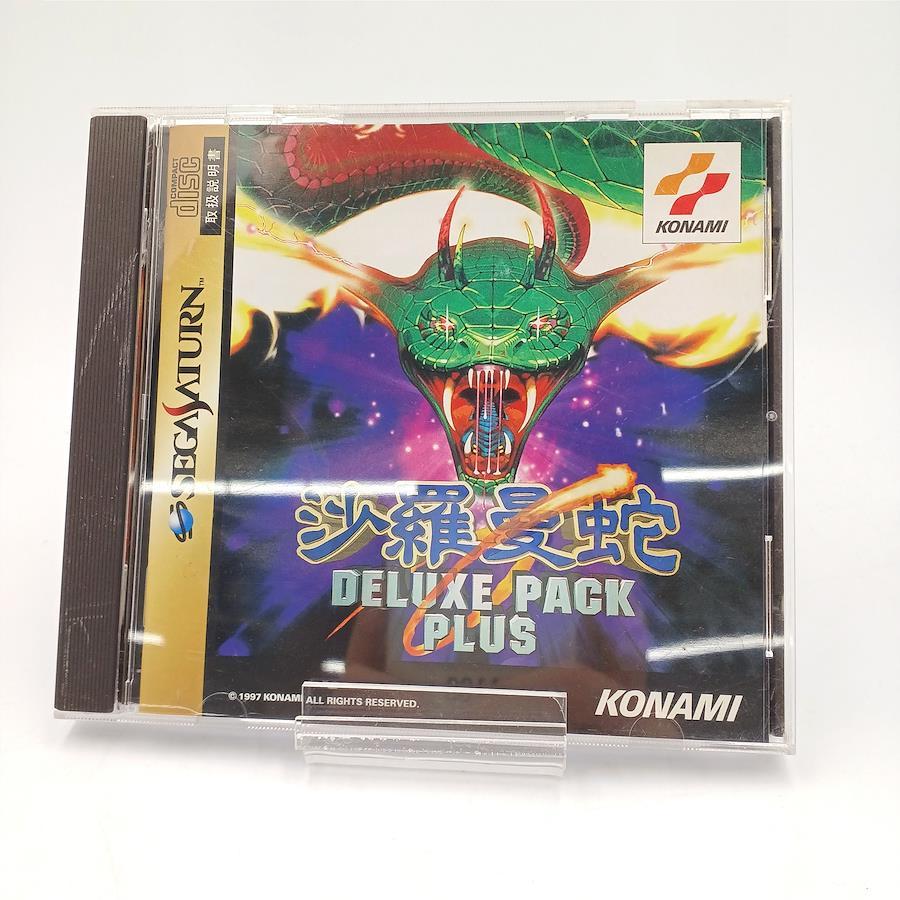 COMPACT
disc
取扱説明書
SEGA SATURN™
KONAMI
沙羅曼蛇
DELUXE PACK
PLUS
© 1997 KONAMI ALL RIGHTS RESERVED.
KONAMI